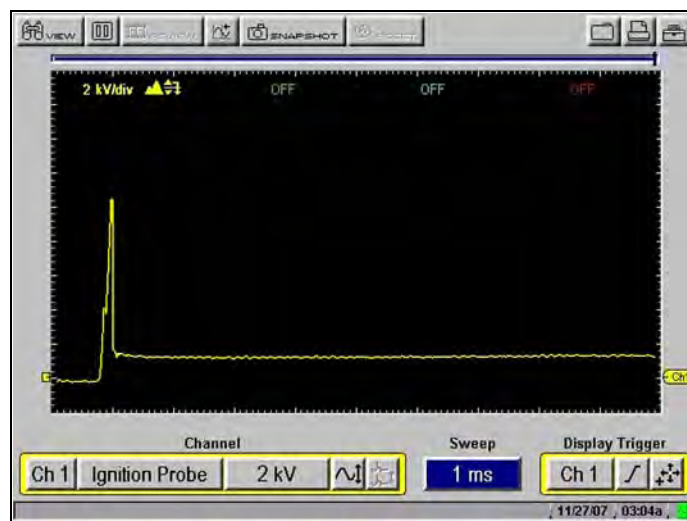 VIEW SNAPSHOT
2 kV/div OFF OFF OFF
Ch1
Channel Sweep Display Trigger
Ch 1 Ignition Probe 2 kV 1 ms Ch 1
11/27/07 03:04a